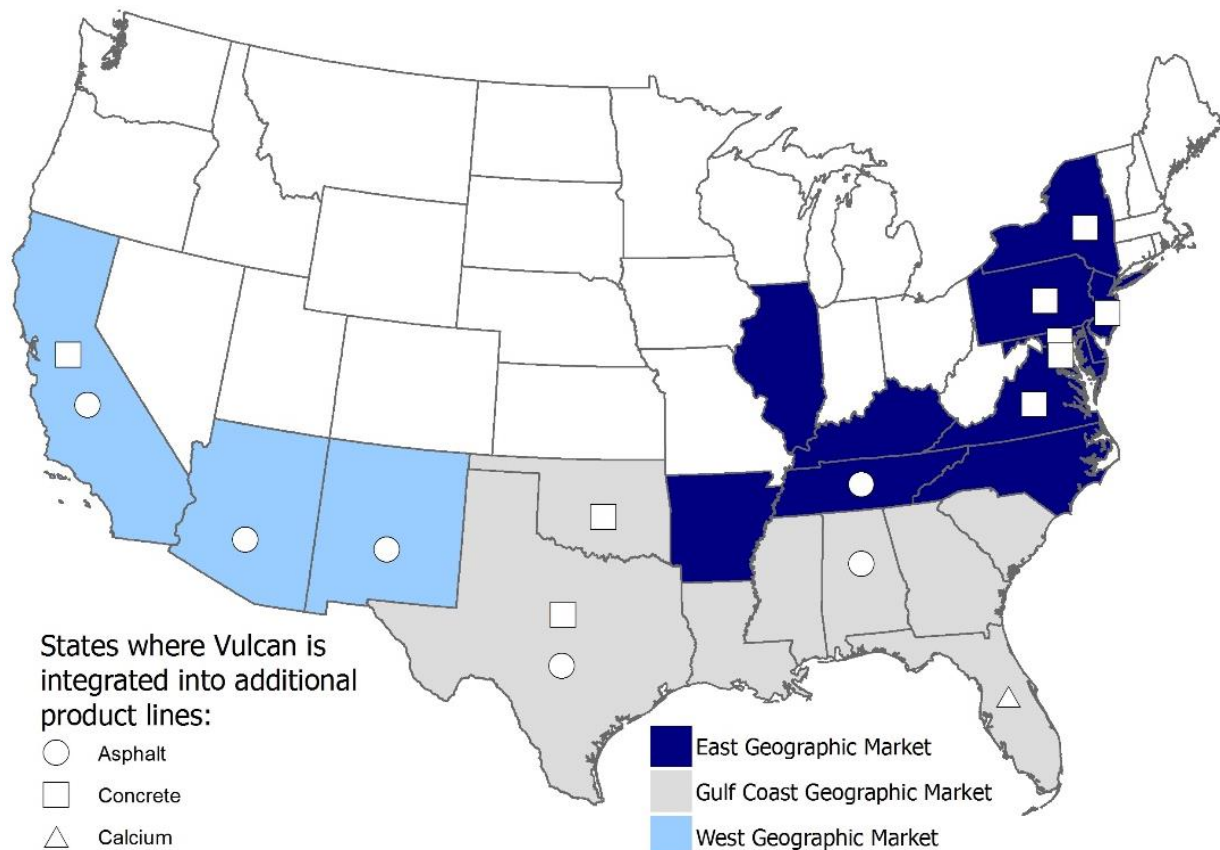 States where Vulcan is
integrated into additional
product lines:
Asphalt
Concrete
Calcium
East Geographic Market
Gulf Coast Geographic Market
West Geographic Market